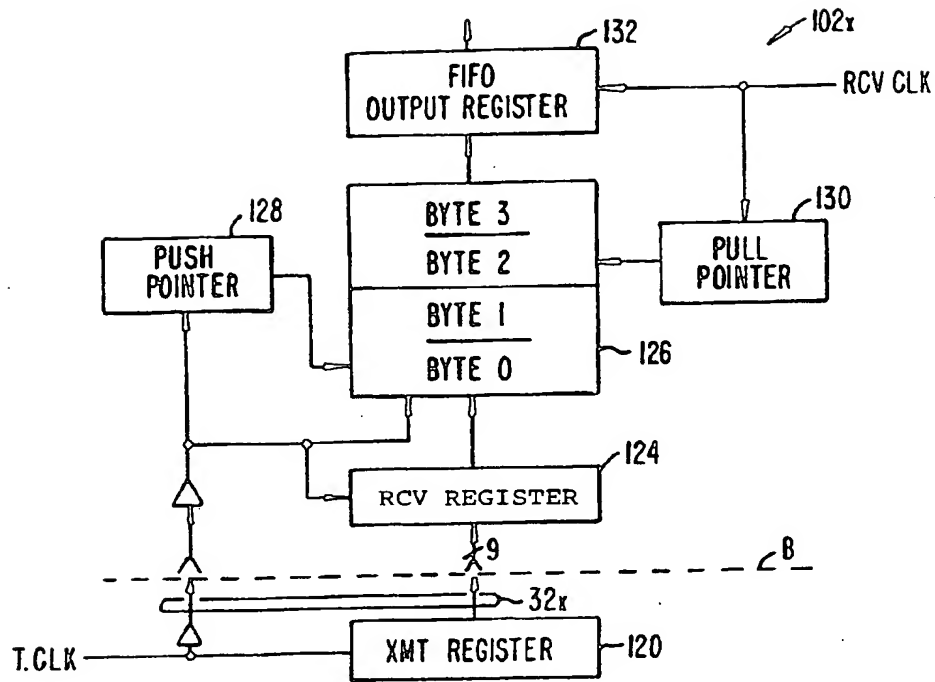 132
102x
FIFO
OUTPUT REGISTER
RCV CLK
128
130
PUSH
POINTER
BYTE 3
BYTE 2
PULL
POINTER
BYTE 1
BYTE 0
126
124
RCV REGISTER
9
B
32x
T.CLK
XMT REGISTER
120